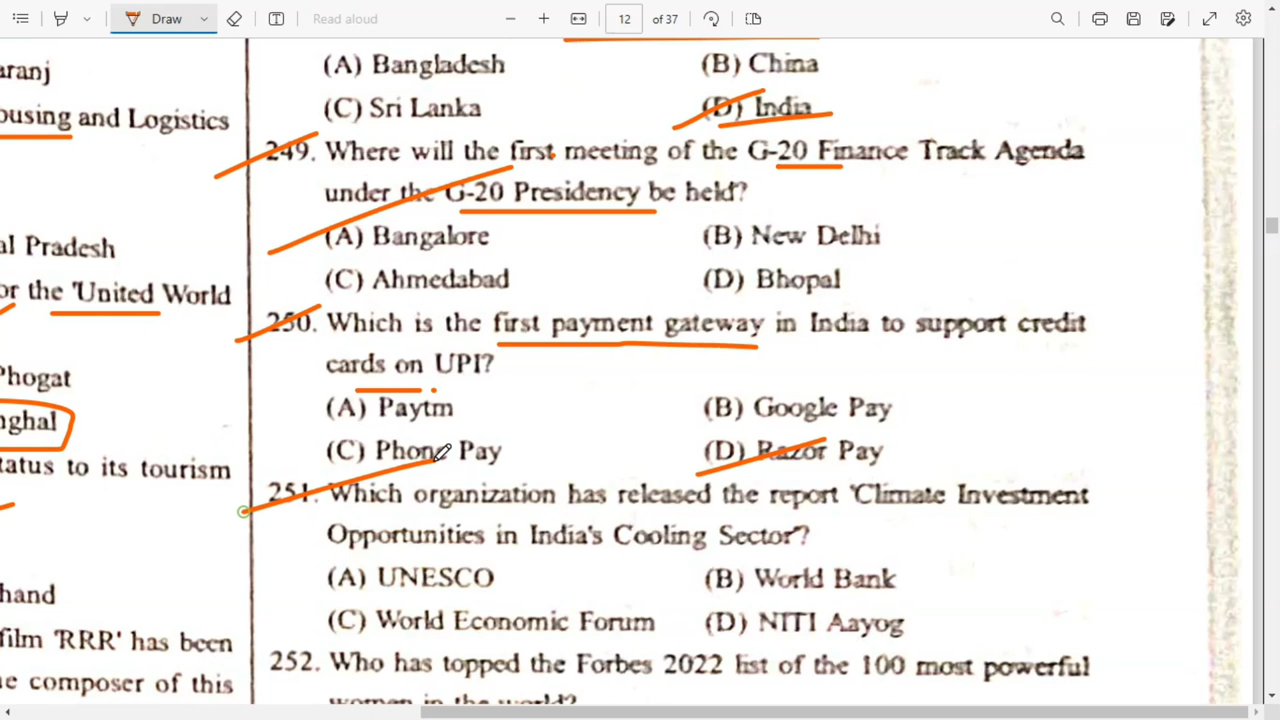 Draw
Read aloud
12 of 37
aranj
ousing and Logistics
al Pradesh
or the 'United World
Phogat
nghal
tatus to its tourism
hand
film 'RRR' has been
e composer of this
(A) Bangladesh (B) China
(C) Sri Lanka (D) India
249. Where will the first meeting of the G-20 Finance Track Agenda
under the G-20 Presidency be held?
(A) Bangalore (B) New Delhi
(C) Ahmedabad (D) Bhopal
250. Which is the first payment gateway in India to support credit
cards on UPI?
(A) Paytm (B) Google Pay
(C) Phone Pay (D) Razor Pay
251. Which organization has released the report 'Climate Investment
Opportunities in India's Cooling Sector'?
(A) UNESCO (B) World Bank
(C) World Economic Forum (D) NITI Aayog
252. Who has topped the Forbes 2022 list of the 100 most powerful
women in the world?